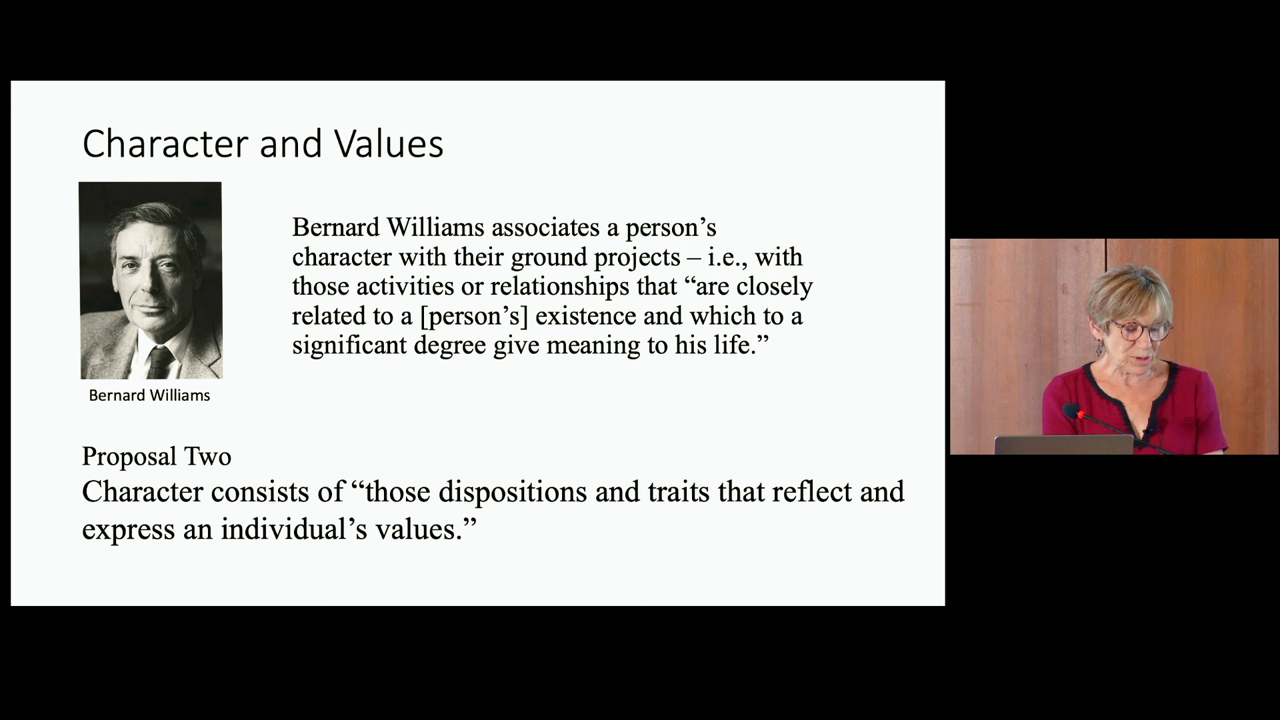 Character and Values
Bernard Williams associates a person’s
character with their ground projects – i.e., with
those activities or relationships that “are closely
related to a [person’s] existence and which to a
significant degree give meaning to his life.”
Bernard Williams
Proposal Two
Character consists of “those dispositions and traits that reflect and
express an individual’s values.”